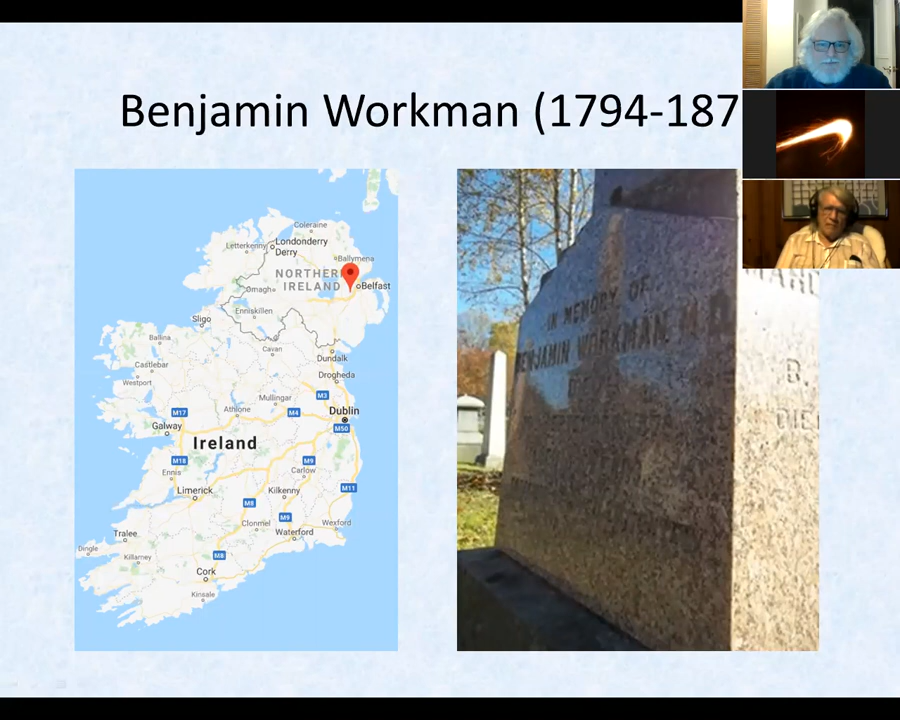 Benjamin Workman (1794-187
Coleraine
Letterkenny
Londonderry
Derry
Ballymena
NORTHERN
IRELAND
Omagh
Belfast
Enniskillen
Sligo
Ballina
Cavan
Dundalk
Castlebar
Drogheda
Westport
M3
Mullingar
Athlone
M17
M4
Dublin
Galway
M50
Ireland
M18
M9
Ennis
Carlow
M11
Limerick
Kilkenny
M8
M9
Clonmel
Wexford
Waterford
Tralee
Dingle
Killarney
M8
Cork
Kinsale
IN MEMORY OF
BENJAMIN WORKMAN
B.
DIE